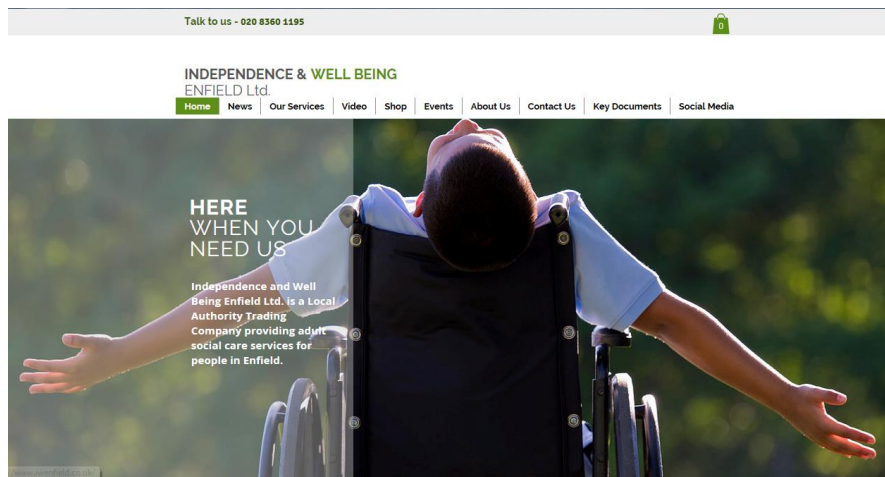 Talk to us - 020 8360 1195
0
INDEPENDENCE & WELL BEING
ENFIELD Ltd.
Home News Our Services Video Shop Events About Us Contact Us Key Documents Social Media
HERE
WHEN YOU
NEED US
Independence and Well
Being Enfield Ltd. is a Local
Authority Trading
Company providing adult
social care services for
people in Enfield.